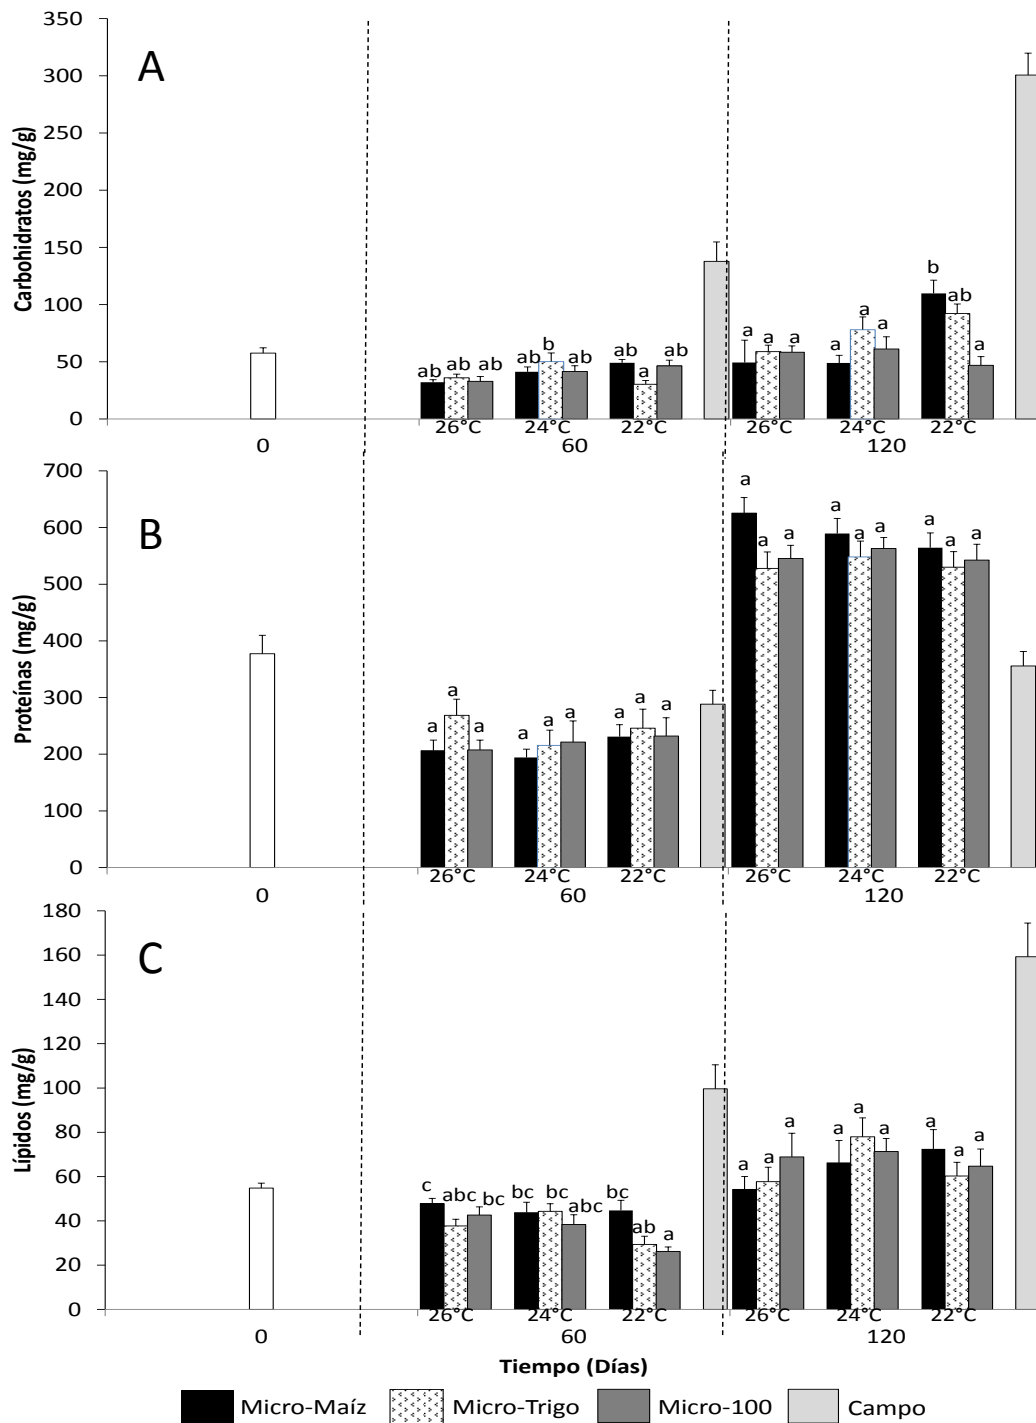 350
300
250
200
150
100
50
0
Carbohidratos (mg/g)
A
ab ab ab ab b ab ab a ab a a a a a a b ab a
26°C 24°C 22°C 26°C 24°C 22°C
0 60 120
700
600
500
400
300
200
100
0
Proteínas (mg/g)
B
a a a a a a a a a a a a a a a a a a
26°C 24°C 22°C 26°C 24°C 22°C
0 60 120
180
160
140
120
100
80
60
40
20
0
Lípidos (mg/g)
C
c abc bc bc bc abc bc ab a a a a a a a a a a
26°C 24°C 22°C 26°C 24°C 22°C
0 60 120
Tiempo (Días)
Micro-Maíz Micro-Trigo Micro-100 Campo